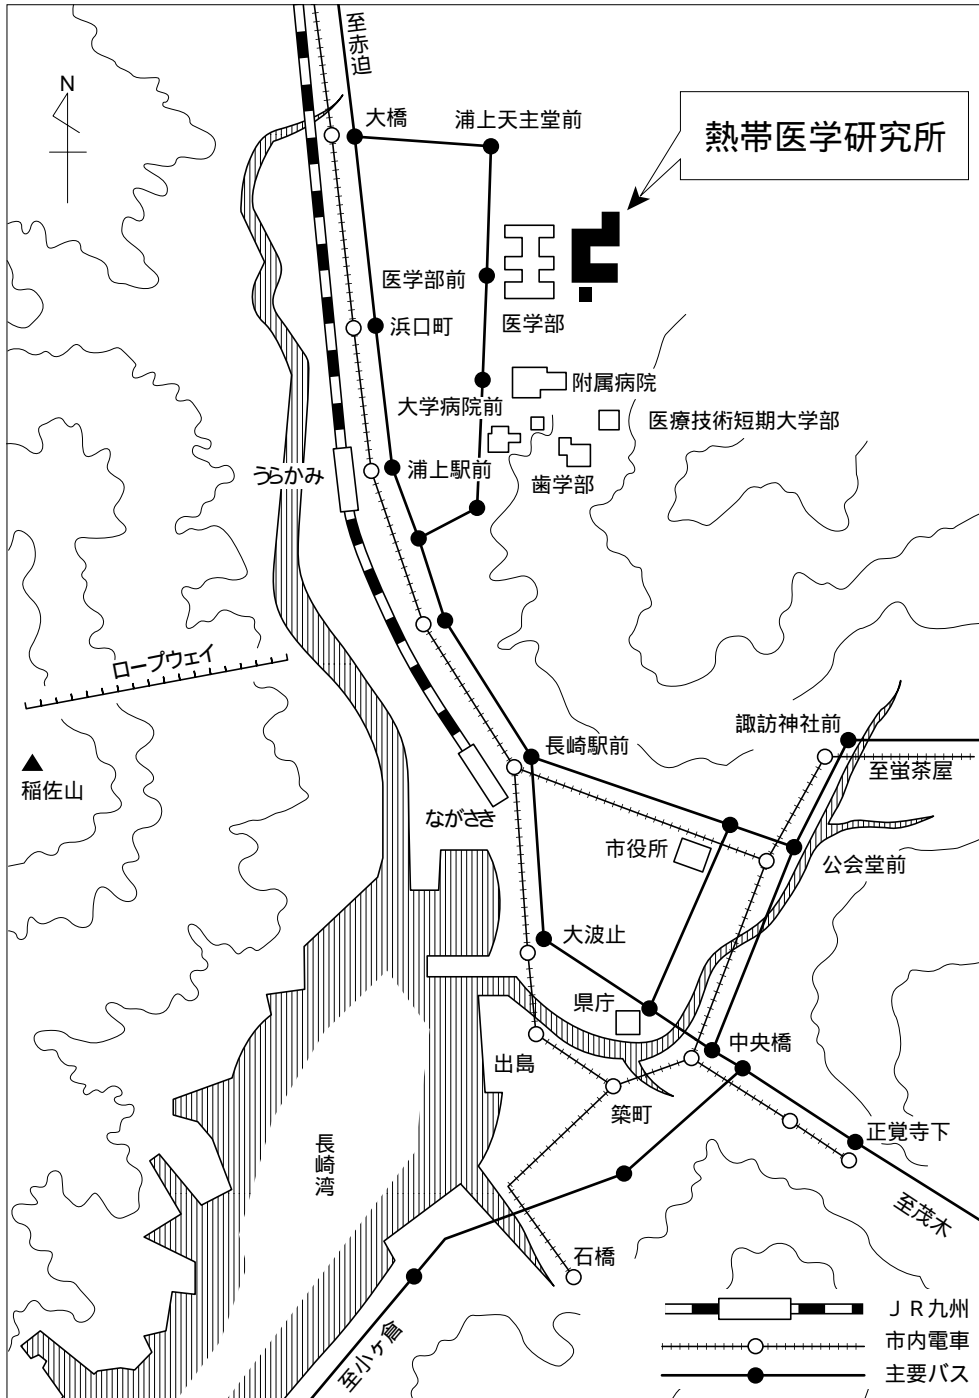 至赤迫
N
大橋
浦上天主堂前
熱帯医学研究所
医学部前
浜口町
医学部
附属病院
大学病院前
医療技術短期大学部
うらかみ
浦上駅前
歯学部
ロープウェイ
諏訪神社前
長崎駅前
至蛍茶屋
稲佐山
ながさき
市役所
公会堂前
大波止
県庁
中央橋
出島
築町
正覚寺下
長崎湾
至茂木
石橋
至小ヶ倉
JR九州
市内電車
主要バス